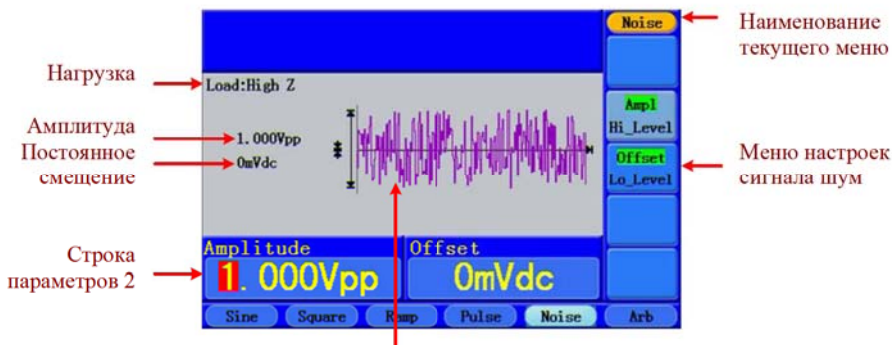 Noise
Наименование
текущего меню
Нагрузка
Load:High Z
Амплитуда
1.000Vpp
Постоянное
смещение
0mVdc
Ampl
Hi_Level
Offset
Lo_Level
Меню настроек
сигнала шум
Строка
параметров 2
Amplitude
1.000Vpp
Offset
0mVdc
Sine
Square
Ramp
Pulse
Noise
Arb